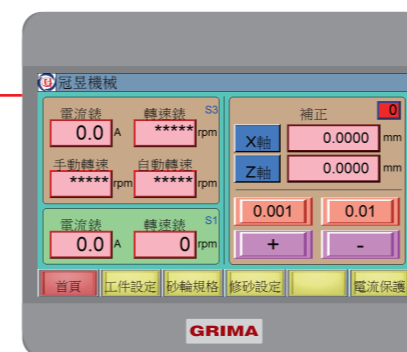 冠昱機械
電流錶 轉速錶 S3
0.0 A ***** rpm
手動轉速 自動轉速
***** rpm ***** rpm
電流錶 轉速錶 S1
0.0 A 0 rpm
補正 0
X軸 0.0000 mm
Z軸 0.0000 mm
0.001 0.01
+ -
首頁 工件設定 砂輪規格 修砂設定 電流保護
GRIMA